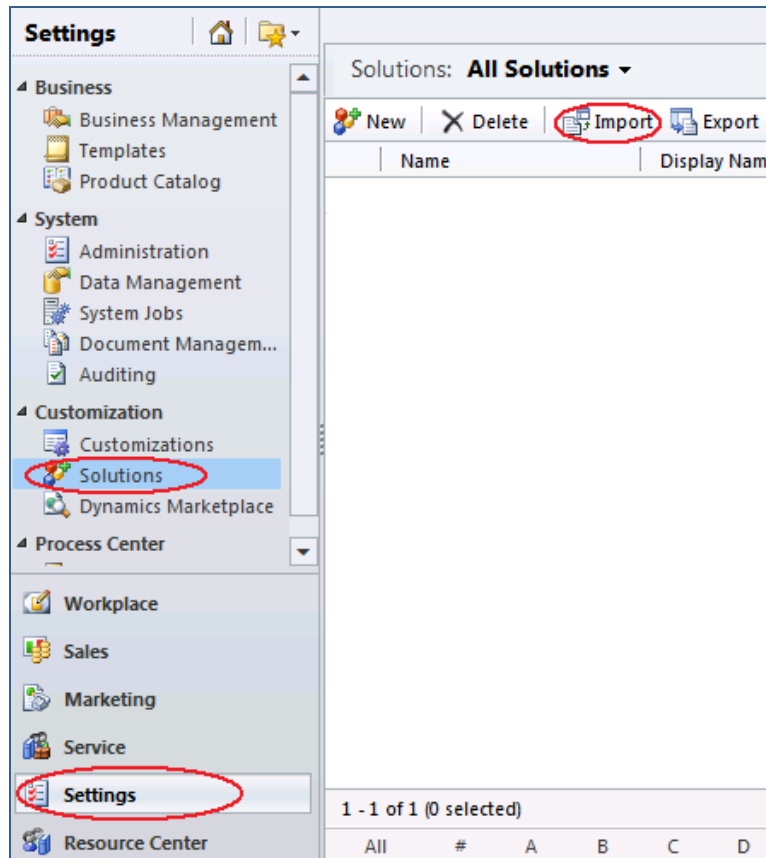 Settings
Business
Business Management
Templates
Product Catalog
System
Administration
Data Management
System Jobs
Document Managem...
Auditing
Customization
Customizations
Solutions
Dynamics Marketplace
Process Center
Workplace
Sales
Marketing
Service
Settings
Resource Center
Solutions: All Solutions
New Delete Import Export
Name Display Nam
1 - 1 of 1 (0 selected)
All # A B C D